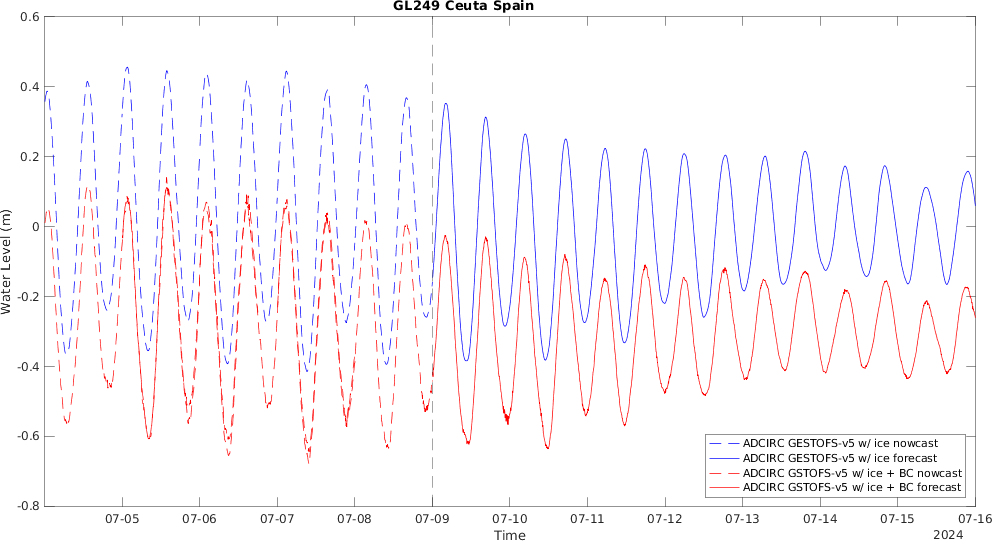 GL249 Ceuta Spain
0.6
0.4
0.2
0
-0.2
-0.4
-0.6
-0.8
Water Level (m)
ADCIRC GESTOFS-v5 w/ ice nowcast
ADCIRC GESTOFS-v5 w/ ice forecast
ADCIRC GSTOFS-v5 w/ ice + BC nowcast
ADCIRC GSTOFS-v5 w/ ice + BC forecast
07-05 07-06 07-07 07-08 07-09 07-10 07-11 07-12 07-13 07-14 07-15 07-16
Time
2024